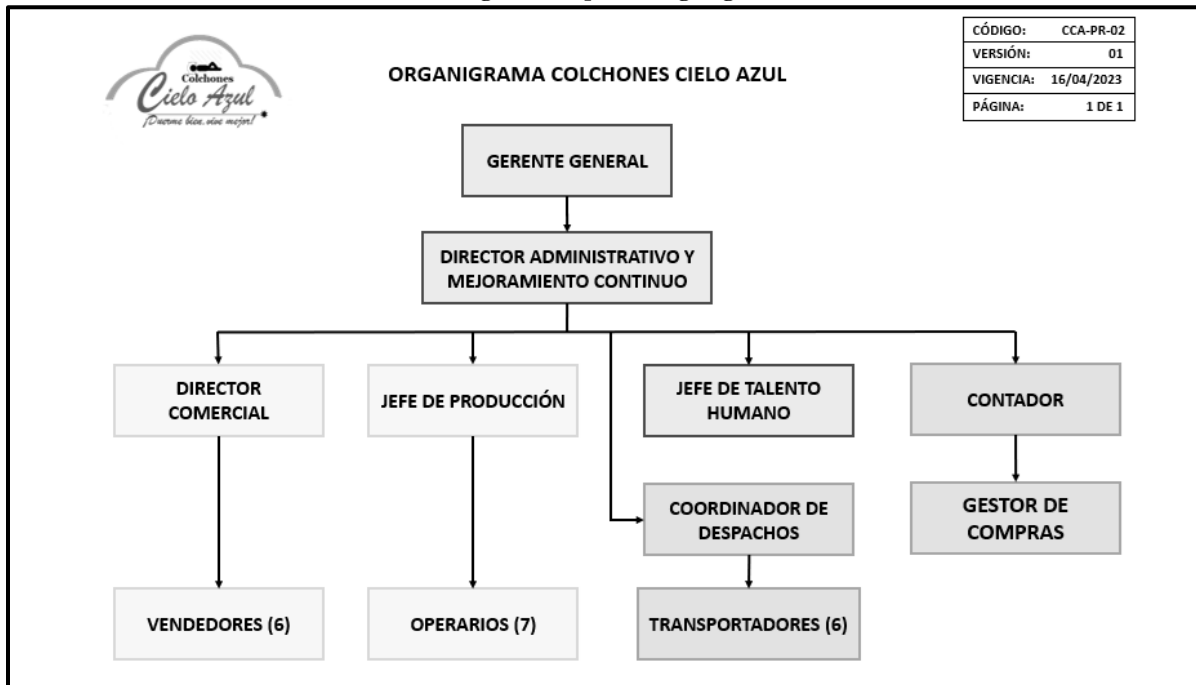 Colchones
Cielo Azul
¡Duerme bien, vive mejor!
ORGANIGRAMA COLCHONES CIELO AZUL
CÓDIGO: CCA-PR-02
VERSIÓN: 01
VIGENCIA: 16/04/2023
PÁGINA: 1 DE 1
GERENTE GENERAL
DIRECTOR ADMINISTRATIVO Y
MEJORAMIENTO CONTINUO
DIRECTOR
COMERCIAL
JEFE DE PRODUCCIÓN
JEFE DE TALENTO
HUMANO
CONTADOR
COORDINADOR DE
DESPACHOS
GESTOR DE
COMPRAS
VENDEDORES (6)
OPERARIOS (7)
TRANSPORTADORES (6)